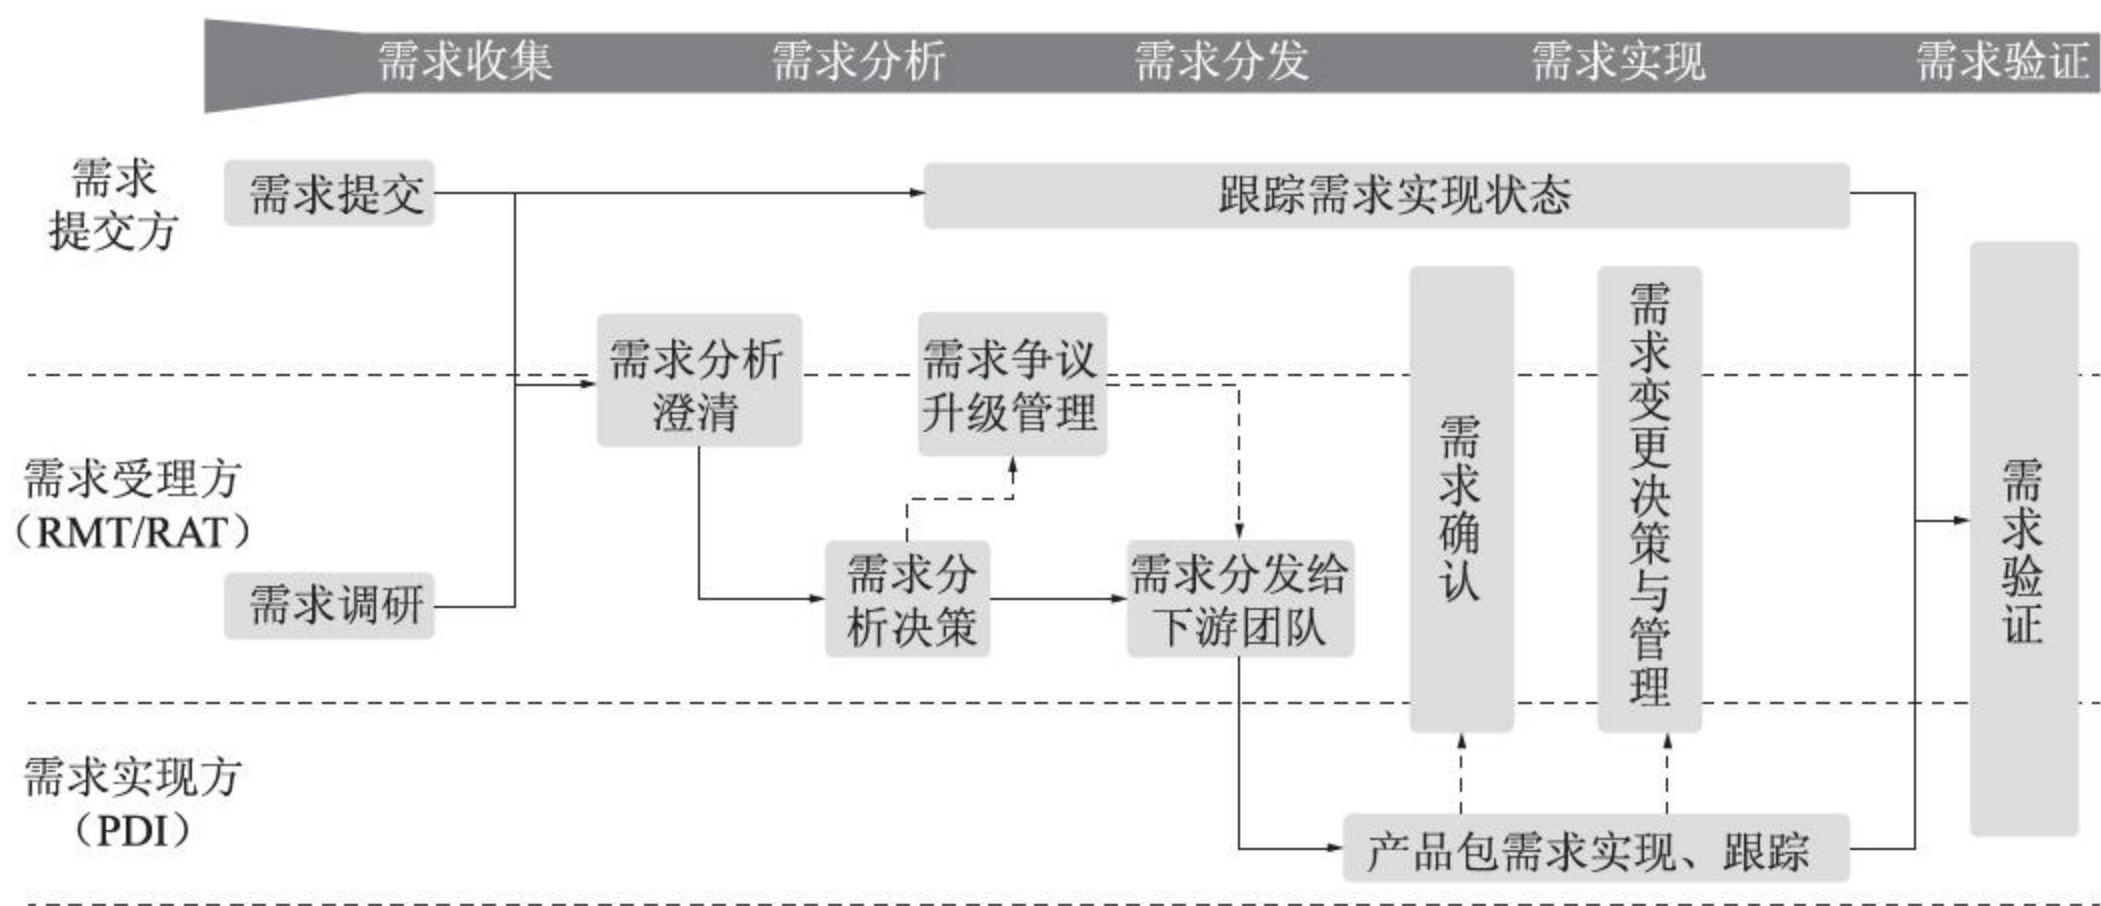 需求收集
需求分析
需求分发
需求实现
需求验证
需求
提交方
需求提交
跟踪需求实现状态
需求分析
澄清
需求争议
升级管理
需求确认
需求变更决策与管理
需求验证
需求受理方
（RMT/RAT）
需求调研
需求分
析决策
需求分发给
下游团队
需求实现方
（PDI）
产品包需求实现、跟踪